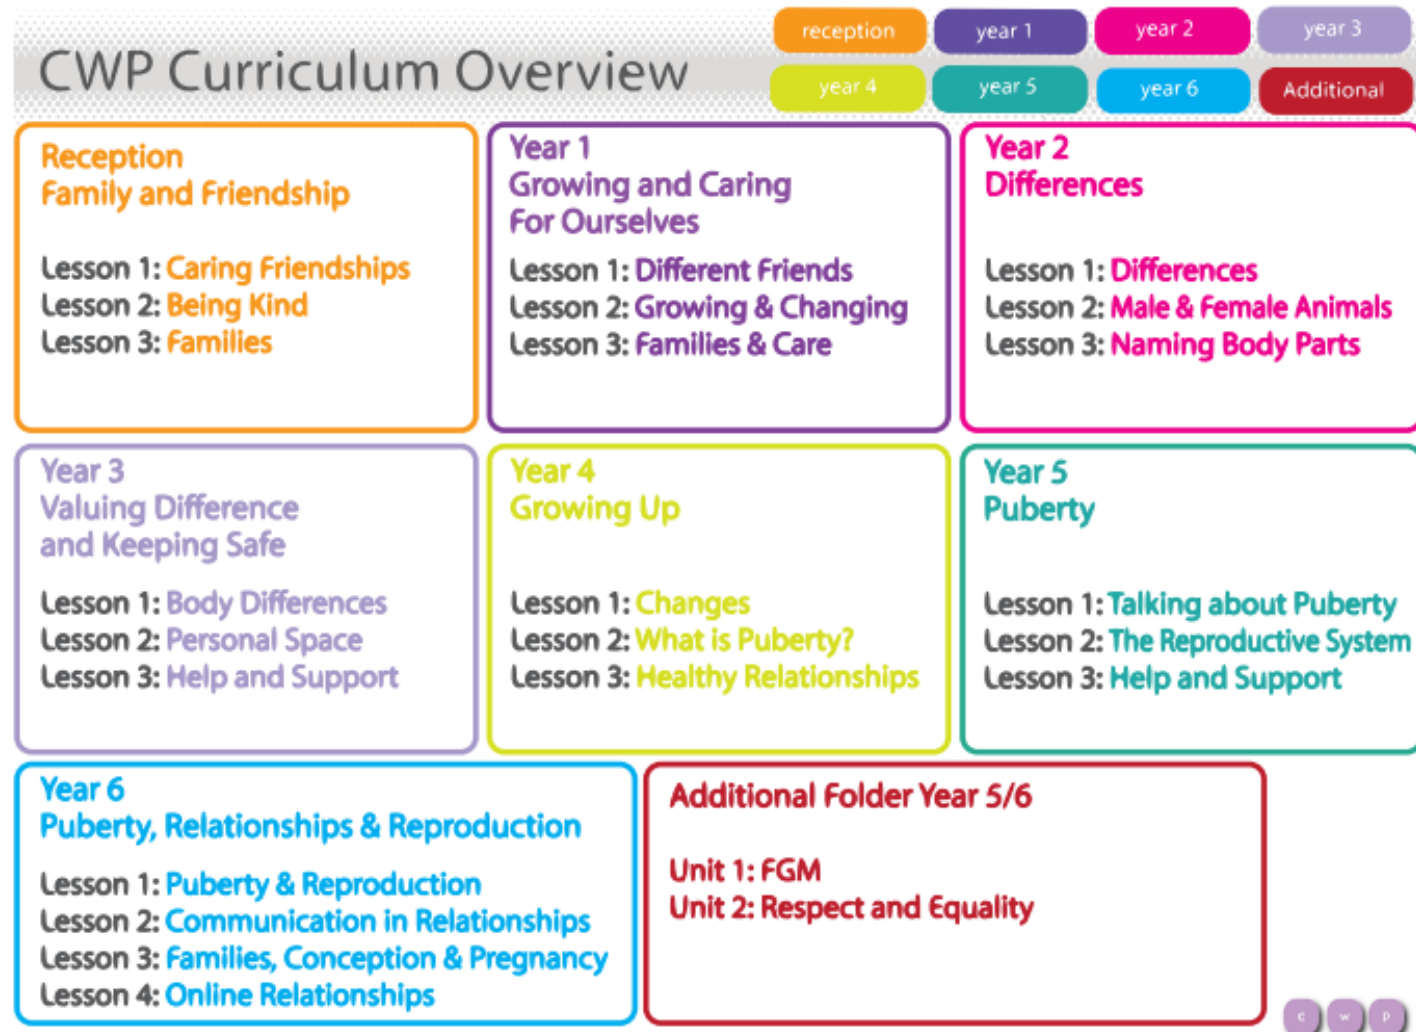 CWP Curriculum Overview
reception
year 1
year 2
year 3
year 4
year 5
year 6
Additional
Reception
Family and Friendship
Lesson 1: Caring Friendships
Lesson 2: Being Kind
Lesson 3: Families
Year 1
Growing and Caring
For Ourselves
Lesson 1: Different Friends
Lesson 2: Growing & Changing
Lesson 3: Families & Care
Year 2
Differences
Lesson 1: Differences
Lesson 2: Male & Female Animals
Lesson 3: Naming Body Parts
Year 3
Valuing Difference
and Keeping Safe
Lesson 1: Body Differences
Lesson 2: Personal Space
Lesson 3: Help and Support
Year 4
Growing Up
Lesson 1: Changes
Lesson 2: What is Puberty?
Lesson 3: Healthy Relationships
Year 5
Puberty
Lesson 1: Talking about Puberty
Lesson 2: The Reproductive System
Lesson 3: Help and Support
Year 6
Puberty, Relationships & Reproduction
Lesson 1: Puberty & Reproduction
Lesson 2: Communication in Relationships
Lesson 3: Families, Conception & Pregnancy
Lesson 4: Online Relationships
Additional Folder Year 5/6
Unit 1: FGM
Unit 2: Respect and Equality
c w p